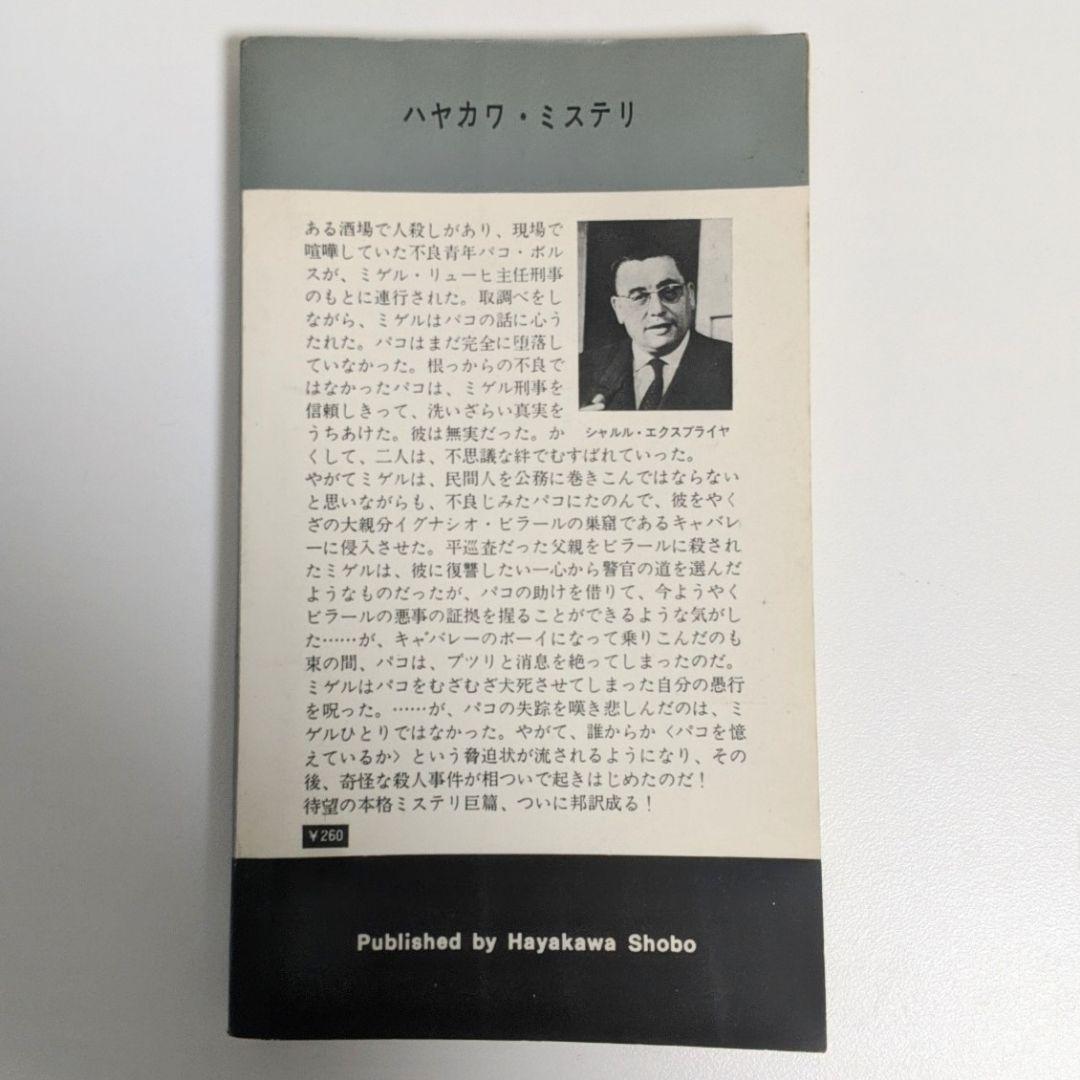 ハヤカワ・ミステリ
ある酒場で人殺しがあり、現場で
喧嘩していた不良青年パコ・ボル
スが、ミゲル・リューヒ主任刑事
のもとに連行された。取調べをし
ながら、ミゲルはパコの話に心う
たれた。パコはまだ完全に堕落し
ていなかった。根っからの不良で
はなかったパコは、ミゲル刑事を
信頼しきって、洗いざらい真実を
うちあけた。彼は無実だった。か
くして、二人は、不思議な絆でむすばれていった。
シャルル・エクスブライヤ
やがてミゲルは、民間人を公務に巻きこんではならない
と思いながらも、不良じみたパコにたのんで、彼をやく
ざの大親分イグナシオ・ビラールの巣窟であるキャバレ
ーに侵入させた。平巡査だった父親をビラールに殺され
たミゲルは、彼に復讐したい一心から警官の道を選んだ
ようなものだったが、パコの助けを借りて、今ようやく
ビラールの悪事の証拠を握ることができるような気がし
た……が、キャバレーのボーイになって乗りこんだのも
束の間、パコは、プツリと消息を絶ってしまったのだ。
ミゲルはパコをむざむざ犬死させてしまった自分の愚行
を呪った。……が、パコの失踪を嘆き悲しんだのは、ミ
ゲルひとりではなかった。やがて、誰からか〈パコを憶
えているか〉という脅迫状が流されるようになり、その
後、奇怪な殺人事件が相ついで起きはじめたのだ！
待望の本格ミステリ巨篇、ついに邦訳成る！
¥260
Published by Hayakawa Shobo